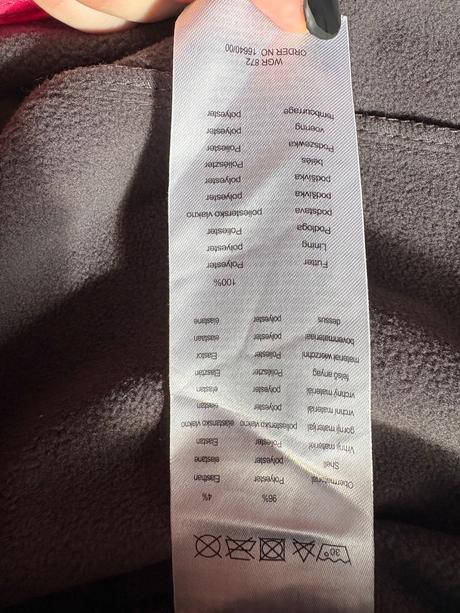 30°
96% 4%
Obermaterial Polyester Elasthan
Shell polyester elastane
Vrhnji material Poliester Elastan
gornji materijal poliestersko vlakno elastansko vlakno
vrchní materiál polyester elastan
vrchný materiál polyester elastan
felső anyag Poliészter Elasztán
materiał wierzchni Poliester
bovenmateriaal polyester elastaan
dessus polyester élastane
100%
Futter Polyester
Lining polyester
Podloga Poliester
podstava poliestersko vlakno
podšívka polyester
podšívka polyester
bélés Poliészter
Podszewka Poliester
voering polyester
rembourrage polyester
WGR 872
ORDER NO 16640/00